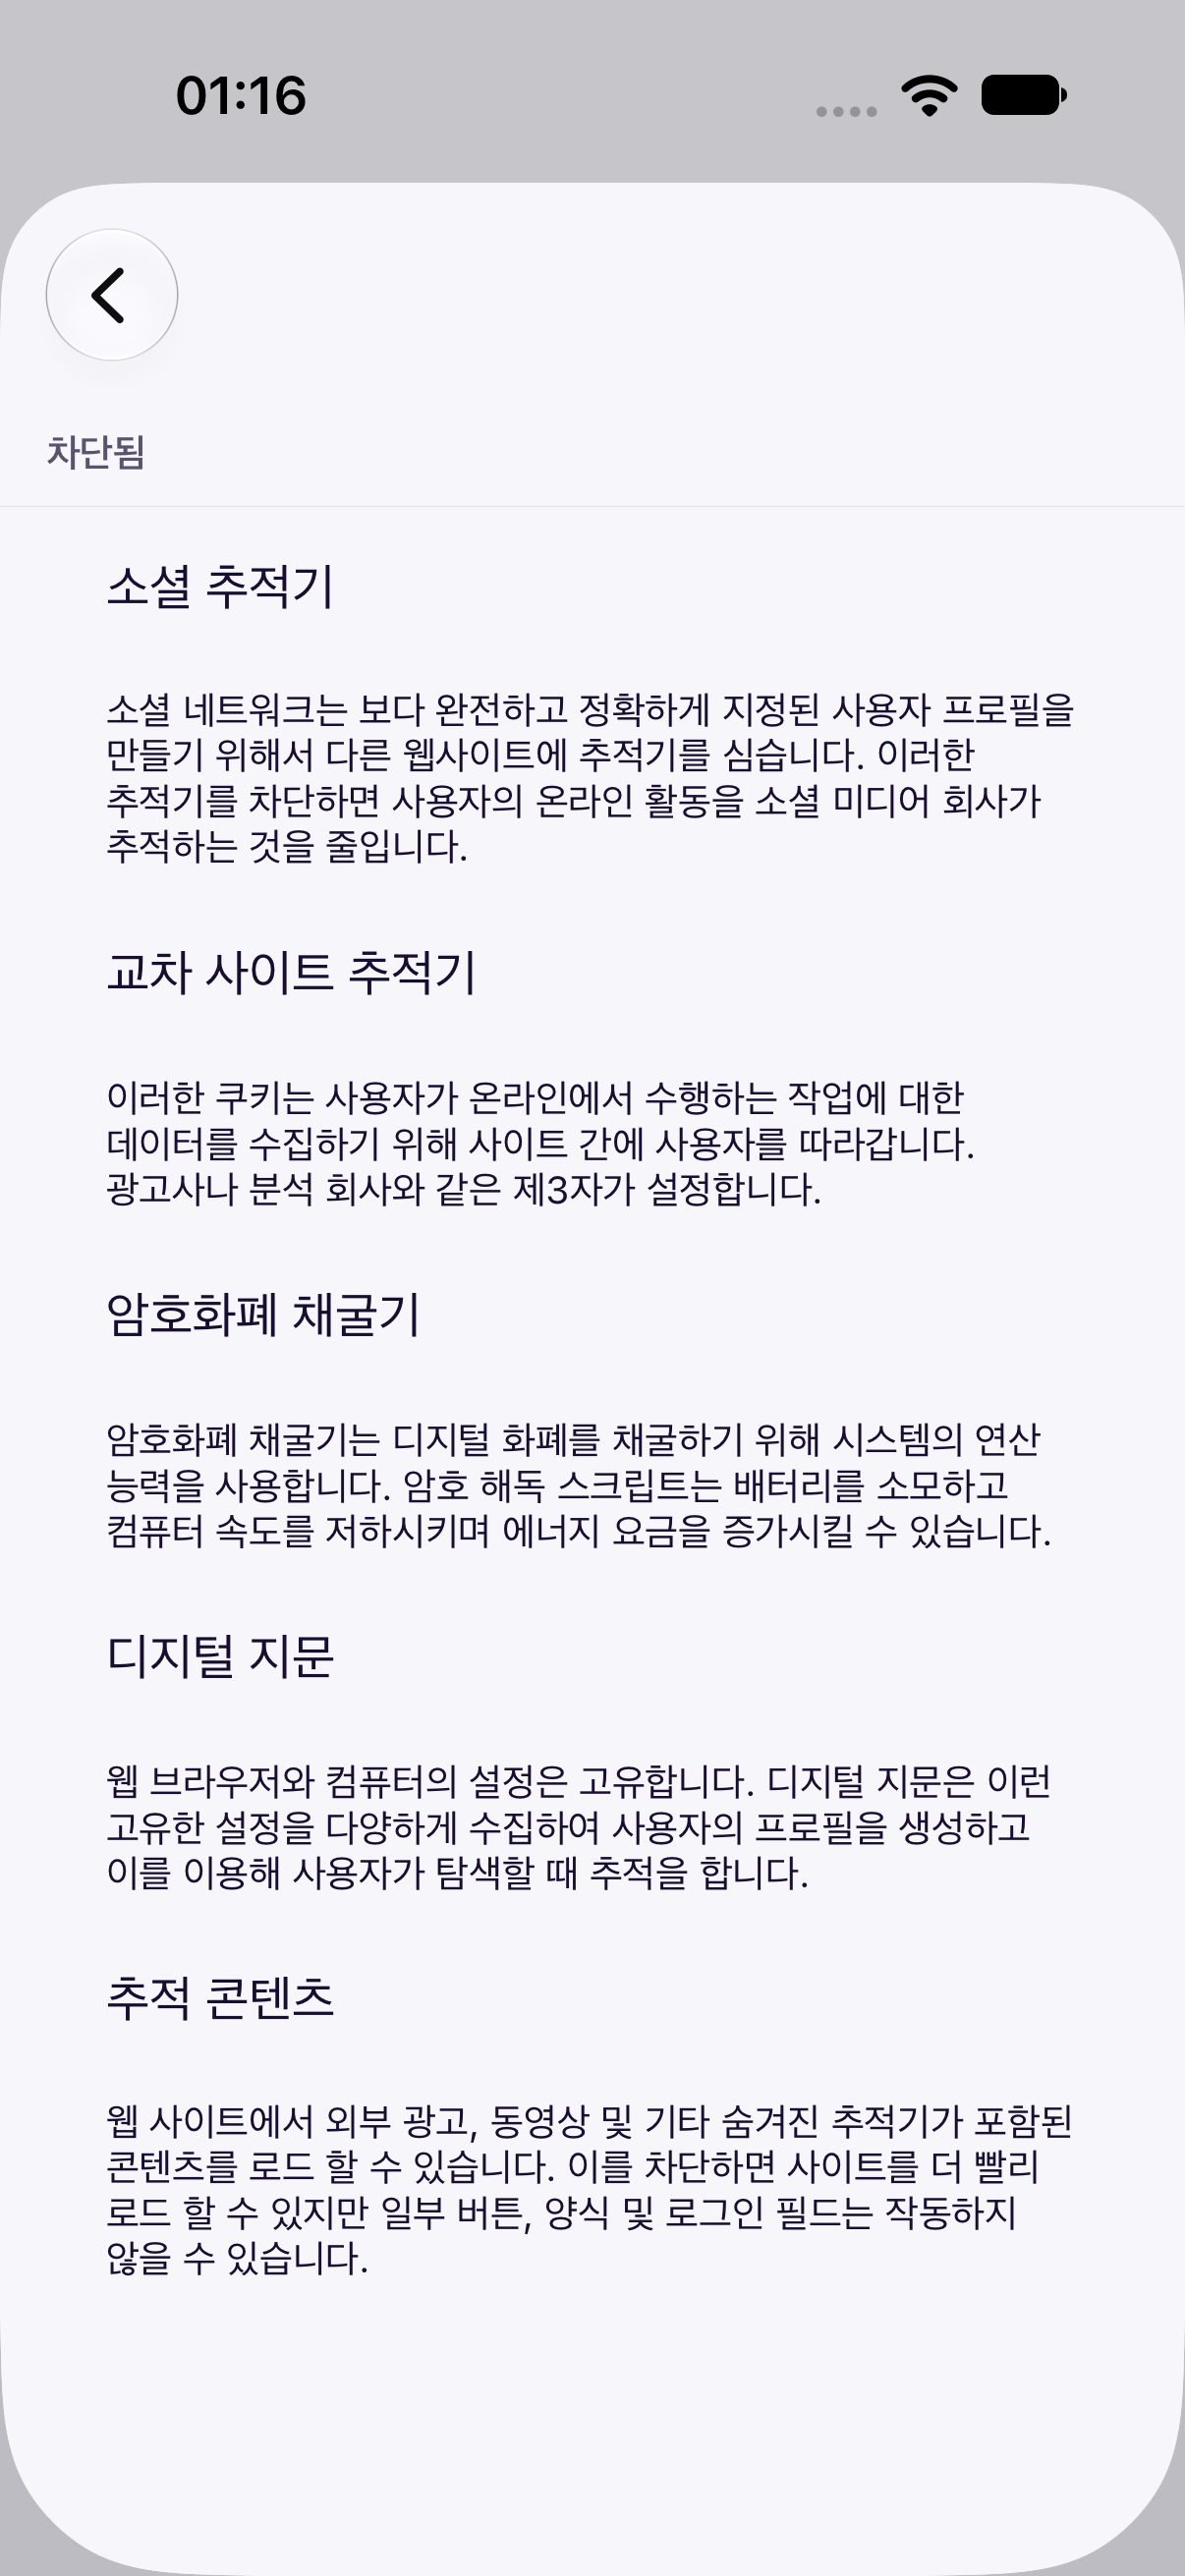 01:16
차단됨
소셜 추적기
소셜 네트워크는 보다 완전하고 정확하게 지정된 사용자 프로필을
만들기 위해서 다른 웹사이트에 추적기를 심습니다. 이러한
추적기를 차단하면 사용자의 온라인 활동을 소셜 미디어 회사가
추적하는 것을 줄입니다.
교차 사이트 추적기
이러한 쿠키는 사용자가 온라인에서 수행하는 작업에 대한
데이터를 수집하기 위해 사이트 간에 사용자를 따라갑니다.
광고사나 분석 회사와 같은 제3자가 설정합니다.
암호화폐 채굴기
암호화폐 채굴기는 디지털 화폐를 채굴하기 위해 시스템의 연산
능력을 사용합니다. 암호 해독 스크립트는 배터리를 소모하고
컴퓨터 속도를 저하시키며 에너지 요금을 증가시킬 수 있습니다.
디지털 지문
웹 브라우저와 컴퓨터의 설정은 고유합니다. 디지털 지문은 이런
고유한 설정을 다양하게 수집하여 사용자의 프로필을 생성하고
이를 이용해 사용자가 탐색할 때 추적을 합니다.
추적 콘텐츠
웹 사이트에서 외부 광고, 동영상 및 기타 숨겨진 추적기가 포함된
콘텐츠를 로드 할 수 있습니다. 이를 차단하면 사이트를 더 빨리
로드 할 수 있지만 일부 버튼, 양식 및 로그인 필드는 작동하지
않을 수 있습니다.